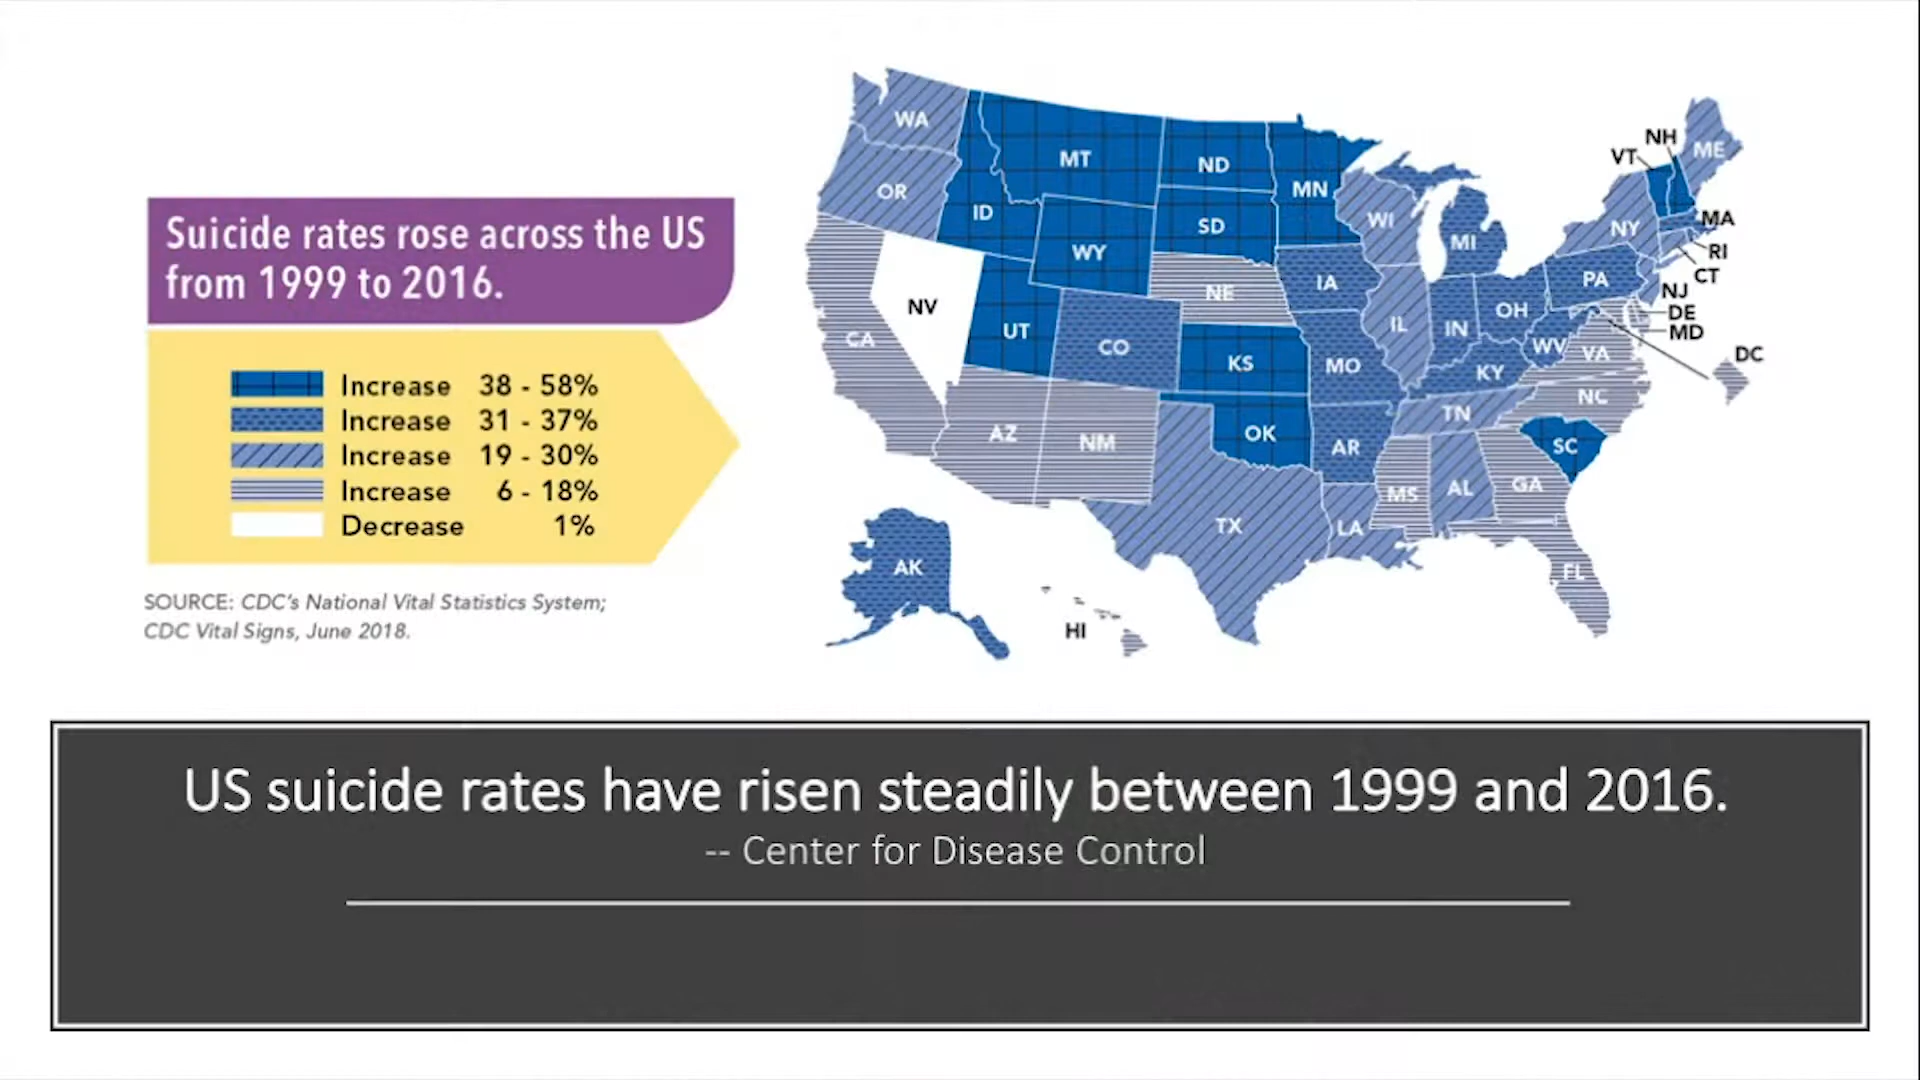 Suicide rates rose across the US
from 1999 to 2016.
Increase 38 - 58%
Increase 31 - 37%
Increase 19 - 30%
Increase 6 - 18%
Decrease 1%
SOURCE: CDC's National Vital Statistics System;
CDC Vital Signs, June 2018.
WA
MT
ND
MN
OR
ID
SD
WY
WI
MI
NY
VT
NH
ME
MA
RI
CT
NJ
DE
MD
DC
NV
CA
UT
CO
NE
IA
KS
MO
IL
IN
OH
PA
WV
VA
KY
NC
TN
SC
AZ
NM
OK
AR
TX
LA
MS
AL
GA
FL
AK
HI
US suicide rates have risen steadily between 1999 and 2016.
-- Center for Disease Control